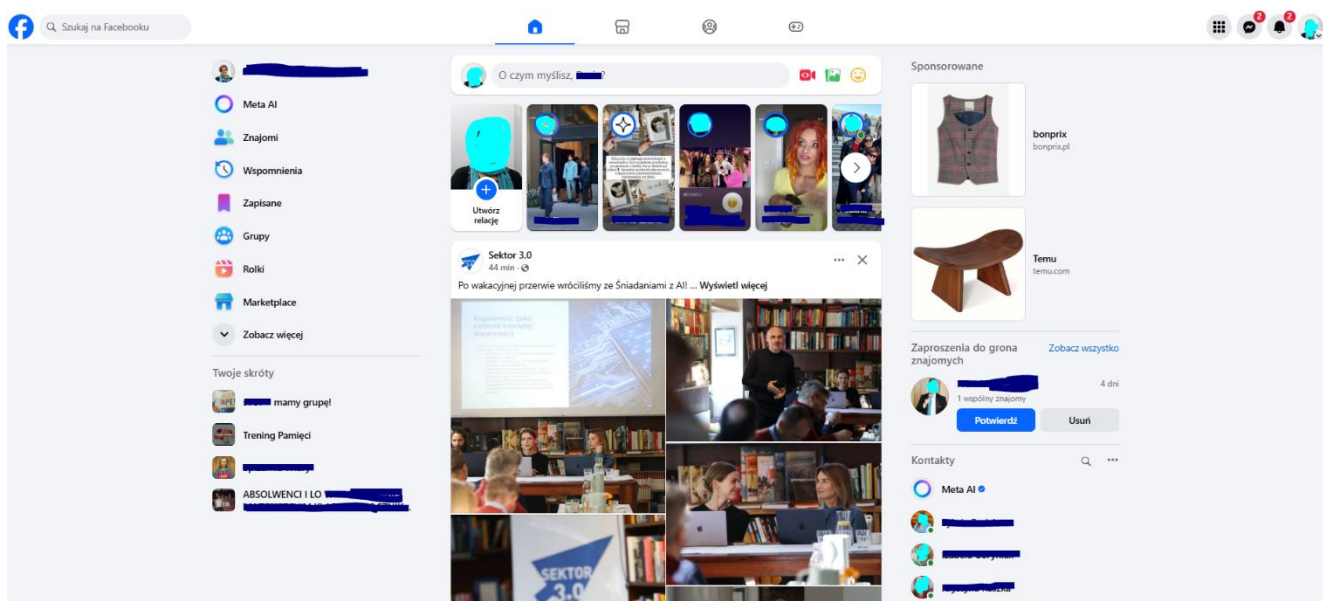 Szukaj na Facebooku
2
2
Meta AI
Znajomi
Wspomnienia
Zapisane
Grupy
Rolki
Marketplace
Zobacz więcej
Twoje skróty
mamy grupę!
Trening Pamięci
ABSOLWENCI I LO
O czym myślisz, ?
Utwórz
relację
Sektor 3.0
44 min
Po wakacyjnej przerwie wróciliśmy ze Śniadaniami z AI! ... Wyświetl więcej
SEKTOR
3.0
Sponsorowane
bonprix
bonprix.pl
Temu
temu.com
Zaproszenia do grona
znajomych
Zobacz wszystko
4 dni
1 wspólny znajomy
Potwierdź
Usuń
Kontakty
Meta AI